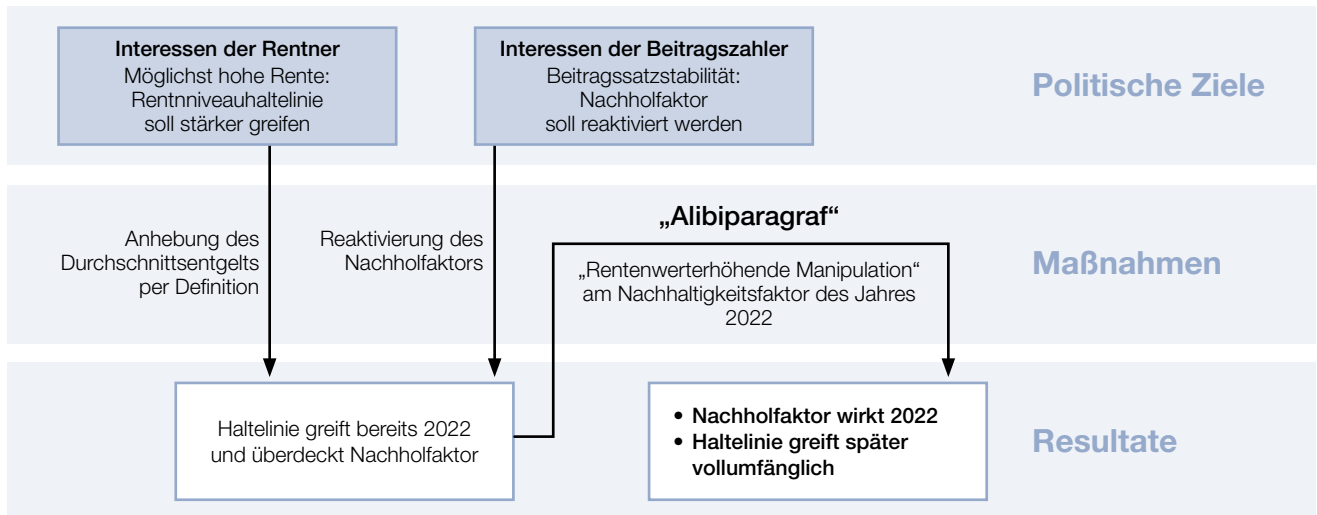 Interessen der Rentner
Möglichst hohe Rente:
Rentnniveauhaltelinie
soll stärker greifen
Interessen der Beitragszahler
Beitragssatzstabilität:
Nachholfaktor
soll reaktiviert werden
Politische Ziele
Anhebung des
Durchschnittsentgelts
per Definition
Reaktivierung des
Nachholfaktors
„Alibiparagraf“
„Rentenwerterhöhende Manipulation“
am Nachhaltigkeitsfaktor des Jahres
2022
Maßnahmen
Haltelinie greift bereits 2022
und überdeckt Nachholfaktor
• Nachholfaktor wirkt 2022
• Haltelinie greift später
vollumfänglich
Resultate